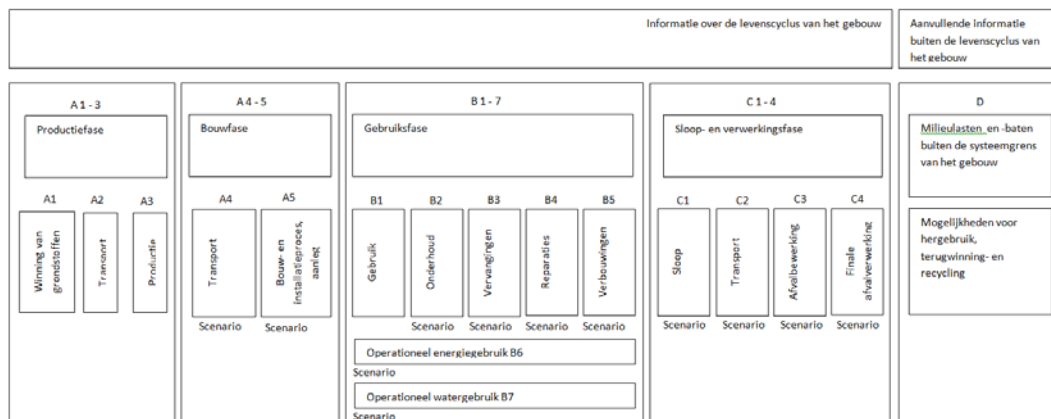 Informatie over de levenscyclus van het gebouw
Aanvullende informatie
buiten de levenscyclus van
het gebouw
A 1 - 3
Productiefase
A1
A2
A3
Winning van
grondstoffen
Transport
Productie
A 4 - 5
Bouwfase
A4
A5
Transport
Bouw- en
installatieproces,
aanleg
Scenario
Scenario
B 1 - 7
Gebruiksfase
B1
B2
B3
B4
B5
Gebruik
Onderhoud
Vervangingen
Reparaties
Verbouwingen
Scenario
Scenario
Scenario
Scenario
Operationeel energiegebruik B6
Scenario
Operationeel watergebruik B7
Scenario
C 1 - 4
Sloop- en verwerkingsfase
C1
C2
C3
C4
Sloop
Transport
Afvalbewerking
Finale
afvalverwerking
Scenario
Scenario
Scenario
Scenario
D
Milieulasten en -baten
buiten de systeemgrens
van het gebouw
Mogelijkheden voor
hergebruik,
terugwinning- en
recycling